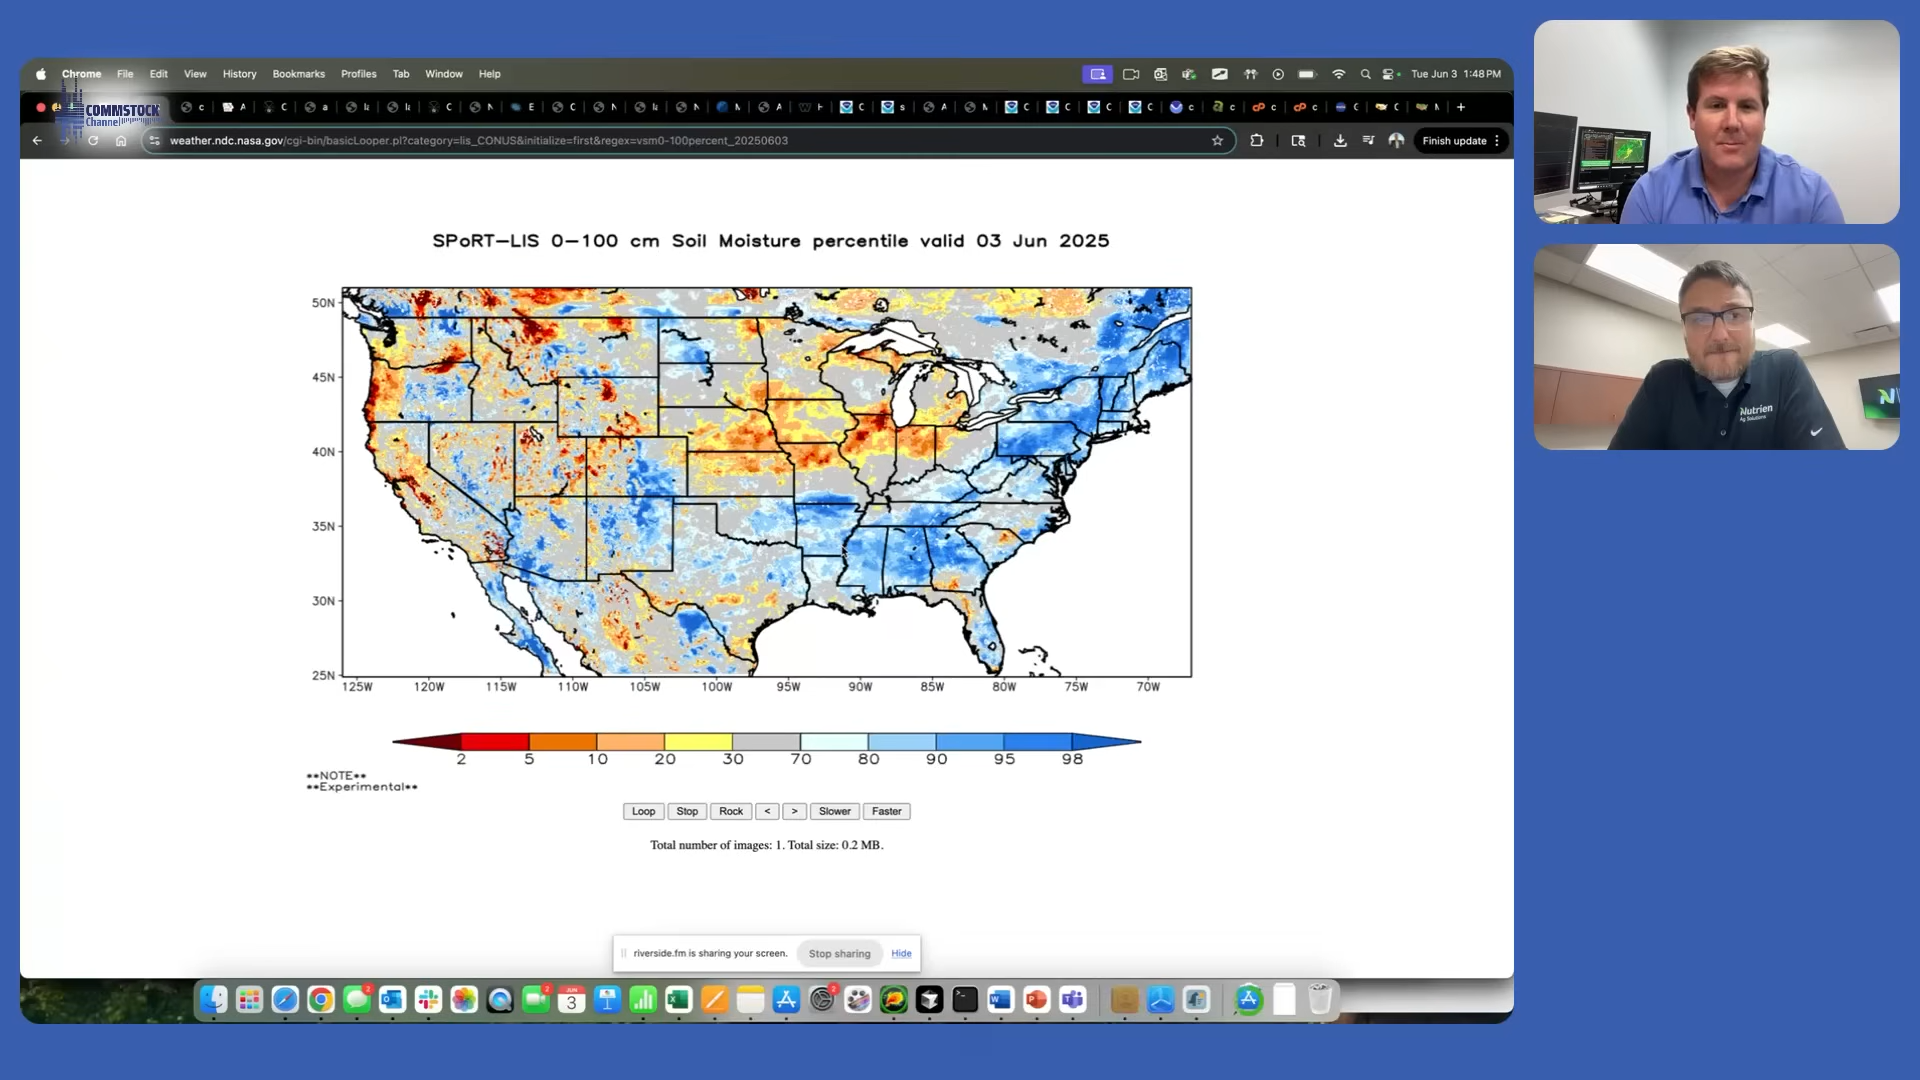 Chrome File Edit View History Bookmarks Profiles Tab Window Help
Tue Jun 3 1:48 PM
COMMSTOCK
Channel
weather.ndc.nasa.gov/cgi-bin/basicLooper.pl?category=lis_CONUS&initialize=first&regex=vsm0-100percent_20250603
Finish update
SPoRT-LIS 0-100 cm Soil Moisture percentile valid 03 Jun 2025
50N
45N
40N
35N
30N
25N
125W 120W 115W 110W 105W 100W 95W 90W 85W 80W 75W 70W
2 5 10 20 30 70 80 90 95 98
**NOTE**
**Experimental**
Loop Stop Rock < > Slower Faster
Total number of images: 1. Total size: 0.2 MB.
riverside.fm is sharing your screen. Stop sharing Hide
JUN
3
Nutrien
Ag Solutions